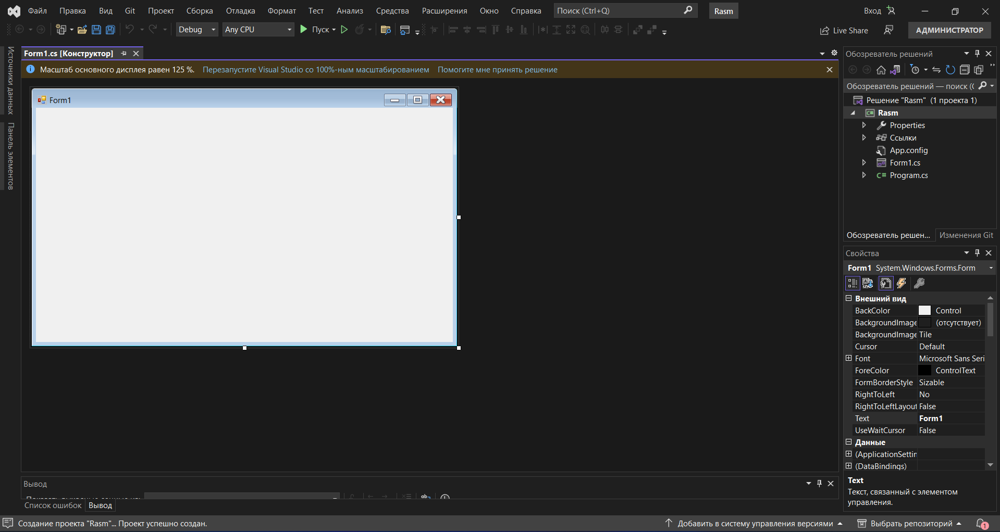 Файл Правка Вид Git Проект Сборка Отладка Формат Тест Анализ Средства Расширения Окно Справка Поиск (Ctrl+Q) Rasm Вход
Debug Any CPU Пуск Live Share АДМИНИСТРАТОР
Источники данных
Панель элементов
Form1.cs [Конструктор]
Масштаб основного дисплея равен 125 %. Перезапустите Visual Studio со 100%-ным масштабированием Помогите мне принять решение
Form1
Обозреватель решений
Обозреватель решений — поиск (
Решение "Rasm" (1 проекта 1)
Rasm
Properties
Ссылки
App.config
Form1.cs
Program.cs
Обозреватель решен... Изменения Git
Свойства
Form1 System.Windows.Forms.Form
Внешний вид
BackColor Control
BackgroundImage (отсутствует)
BackgroundImage Tile
Cursor Default
Font Microsoft Sans Seri
ForeColor ControlText
FormBorderStyle Sizable
RightToLeft No
RightToLeftLayout False
Text Form1
UseWaitCursor False
Данные
(ApplicationSettin
(DataBindings)
Text
Текст, связанный с элементом
управления.
Вывод
Список ошибок Вывод
Создание проекта "Rasm"... Проект успешно создан. Добавить в систему управления версиями Выбрать репозиторий 1